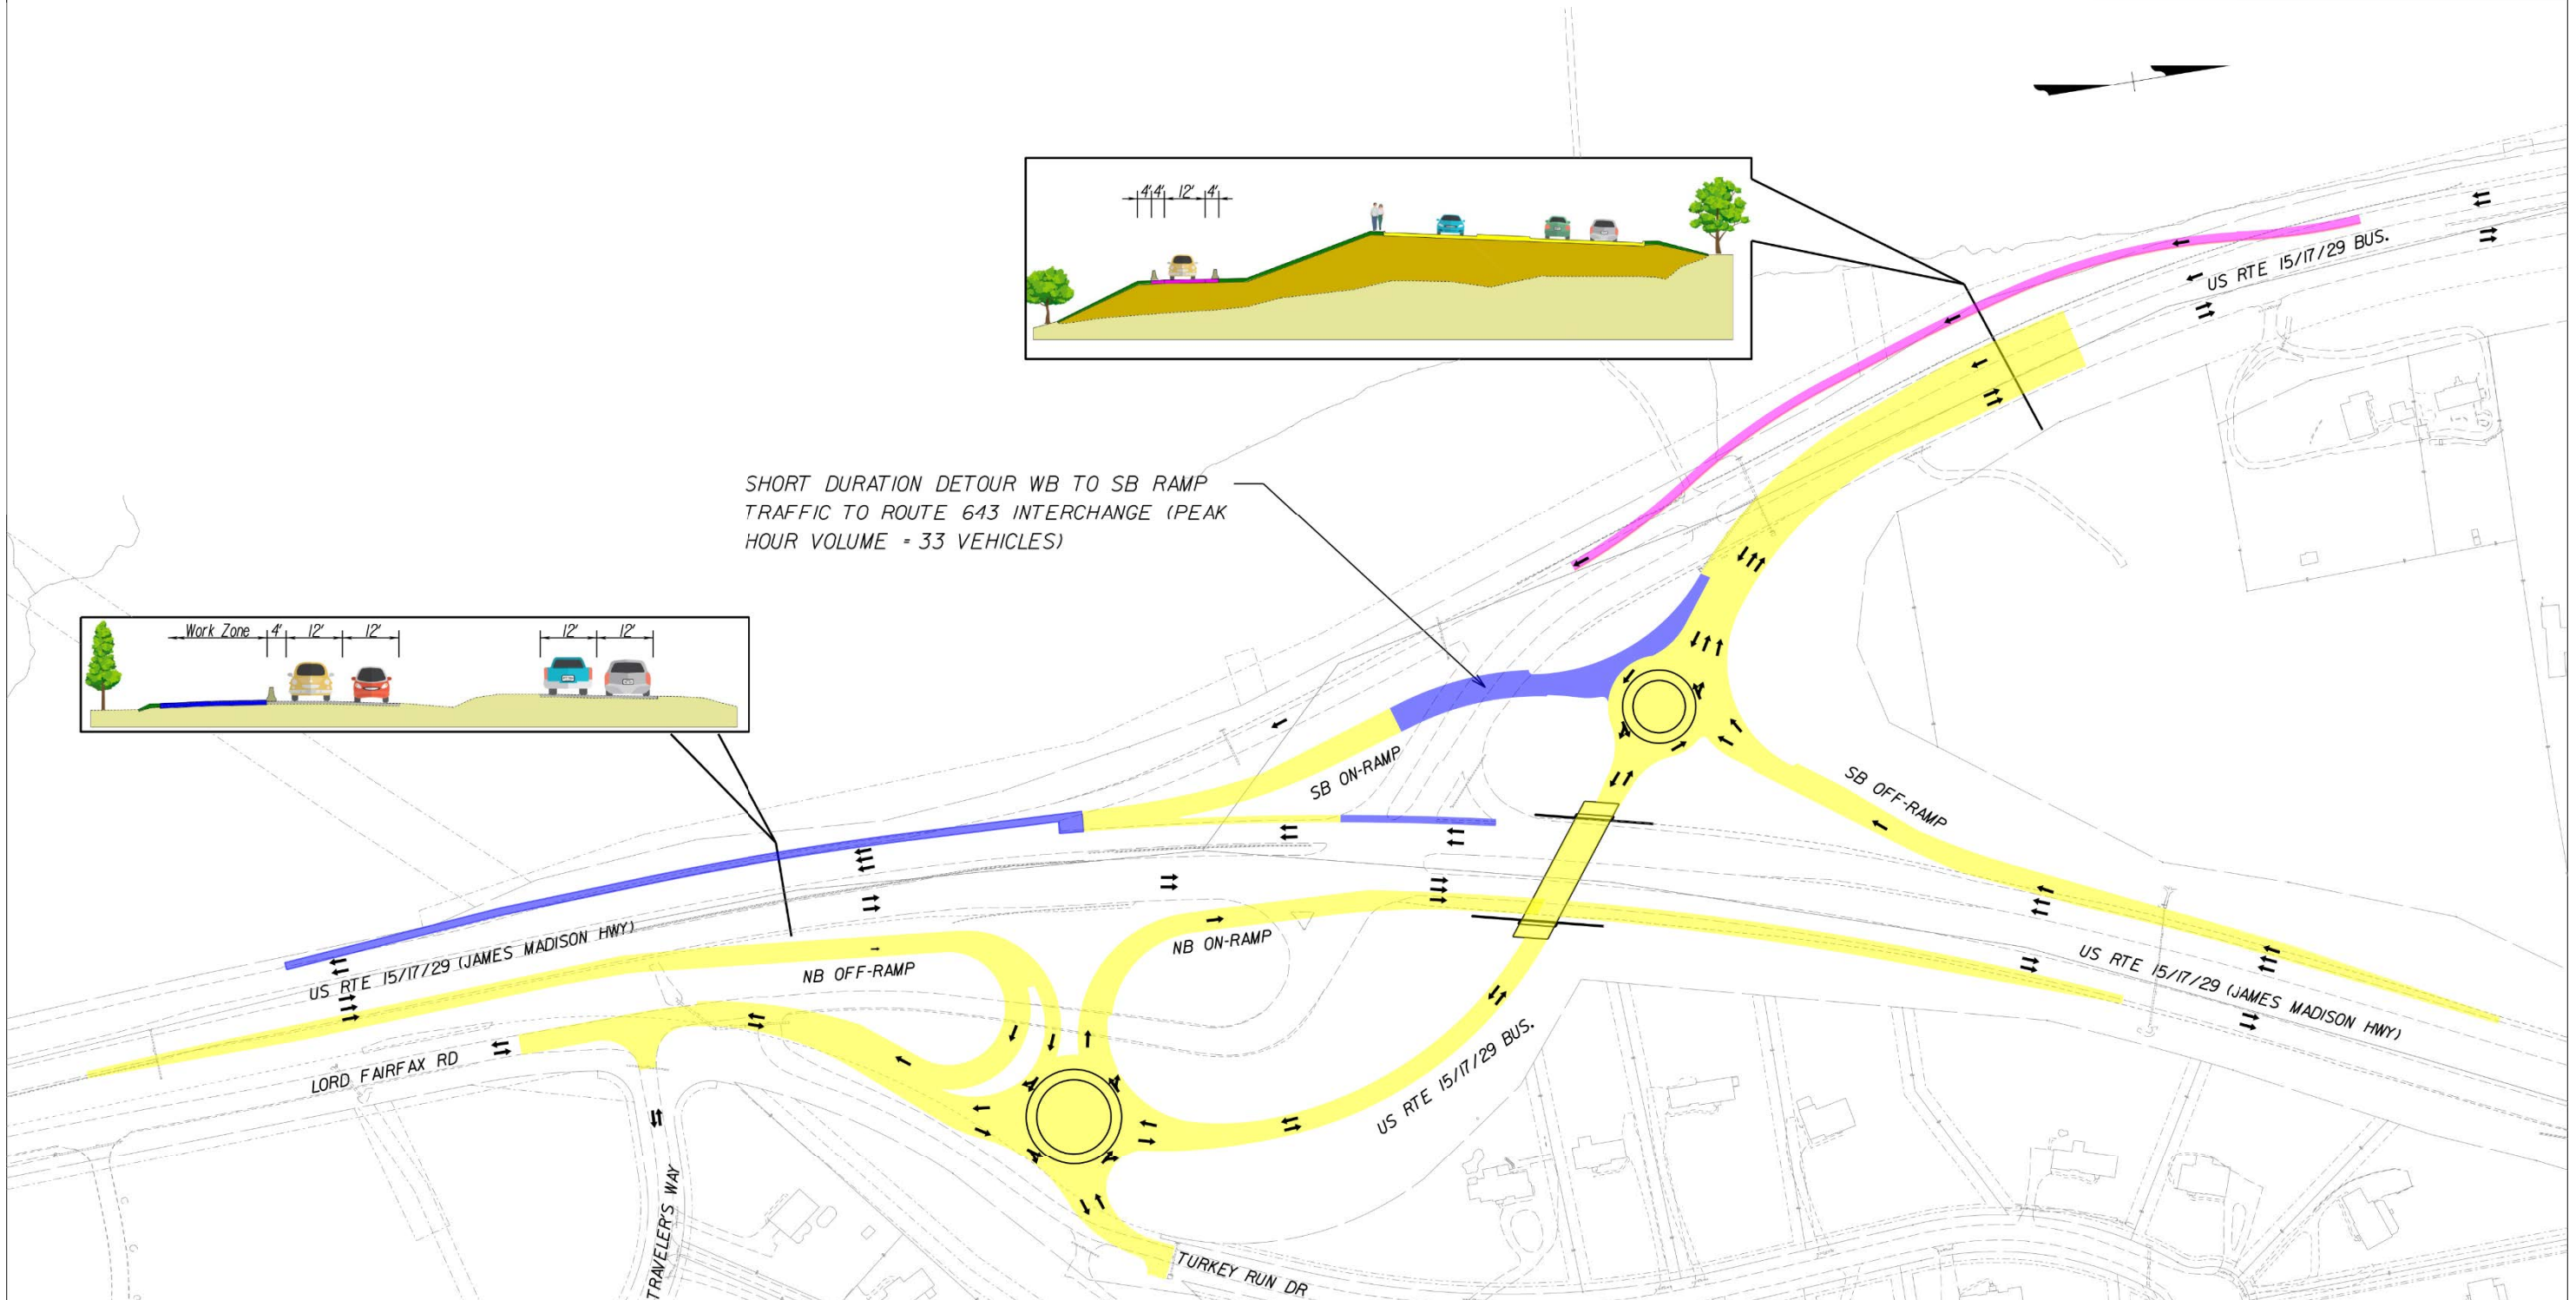 4' 4' 12' 4'
US RTE 15/17/29 BUS.
SHORT DURATION DETOUR WB TO SB RAMP
TRAFFIC TO ROUTE 643 INTERCHANGE (PEAK
HOUR VOLUME = 33 VEHICLES)
Work Zone 4' 12' 12' 12' 12'
SB ON-RAMP
SB OFF-RAMP
US RTE 15/17/29 (JAMES MADISON HWY)
NB OFF-RAMP
NB ON-RAMP
US RTE 15/17/29 (JAMES MADISON HWY)
LORD FAIRFAX RD
US RTE 15/17/29 BUS.
TRAVELER'S WAY
TURKEY RUN DR